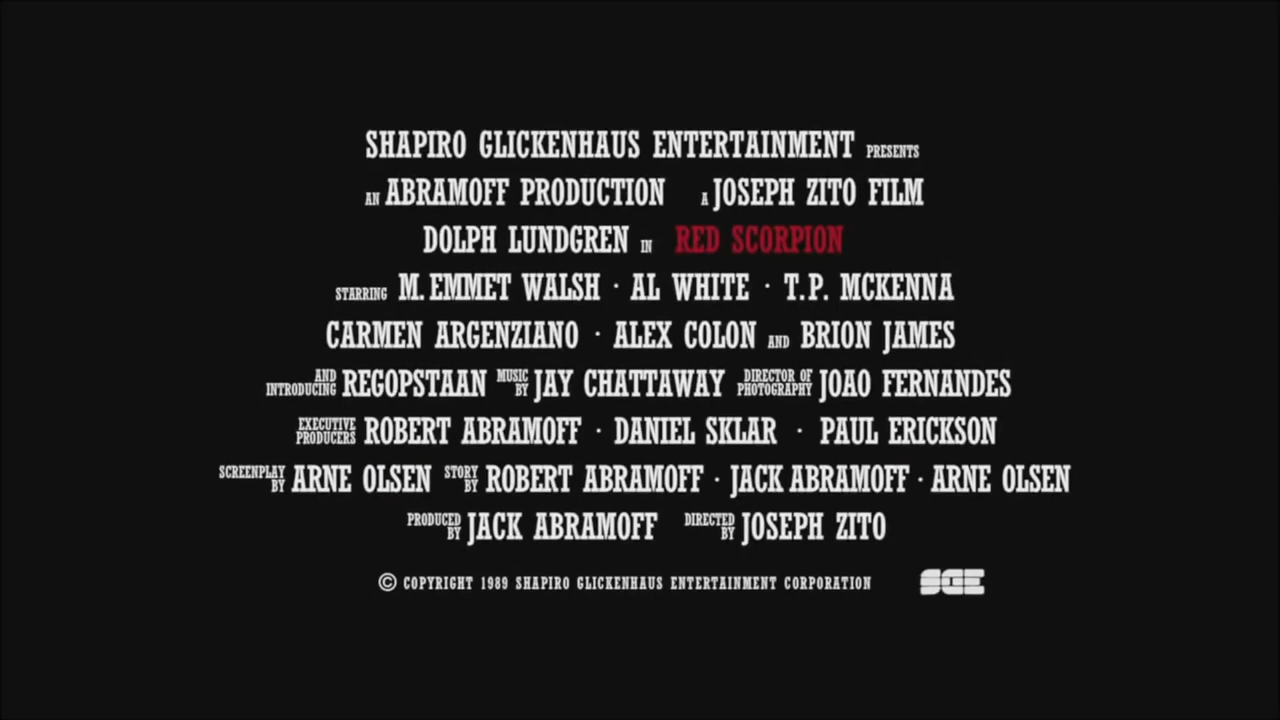 SHAPIRO GLICKENHAUS ENTERTAINMENT PRESENTS
AN ABRAMOFF PRODUCTION A JOSEPH ZITO FILM
DOLPH LUNDGREN IN RED SCORPION
STARRING M. EMMET WALSH · AL WHITE · T.P. MCKENNA
CARMEN ARGENZIANO · ALEX COLON AND BRION JAMES
AND INTRODUCING REGOPSTAAN MUSIC BY JAY CHATTAWAY DIRECTOR OF PHOTOGRAPHY JOAO FERNANDES
EXECUTIVE PRODUCERS ROBERT ABRAMOFF · DANIEL SKLAR · PAUL ERICKSON
SCREENPLAY BY ARNE OLSEN STORY BY ROBERT ABRAMOFF · JACK ABRAMOFF · ARNE OLSEN
PRODUCED BY JACK ABRAMOFF DIRECTED BY JOSEPH ZITO
© COPYRIGHT 1989 SHAPIRO GLICKENHAUS ENTERTAINMENT CORPORATION SGE